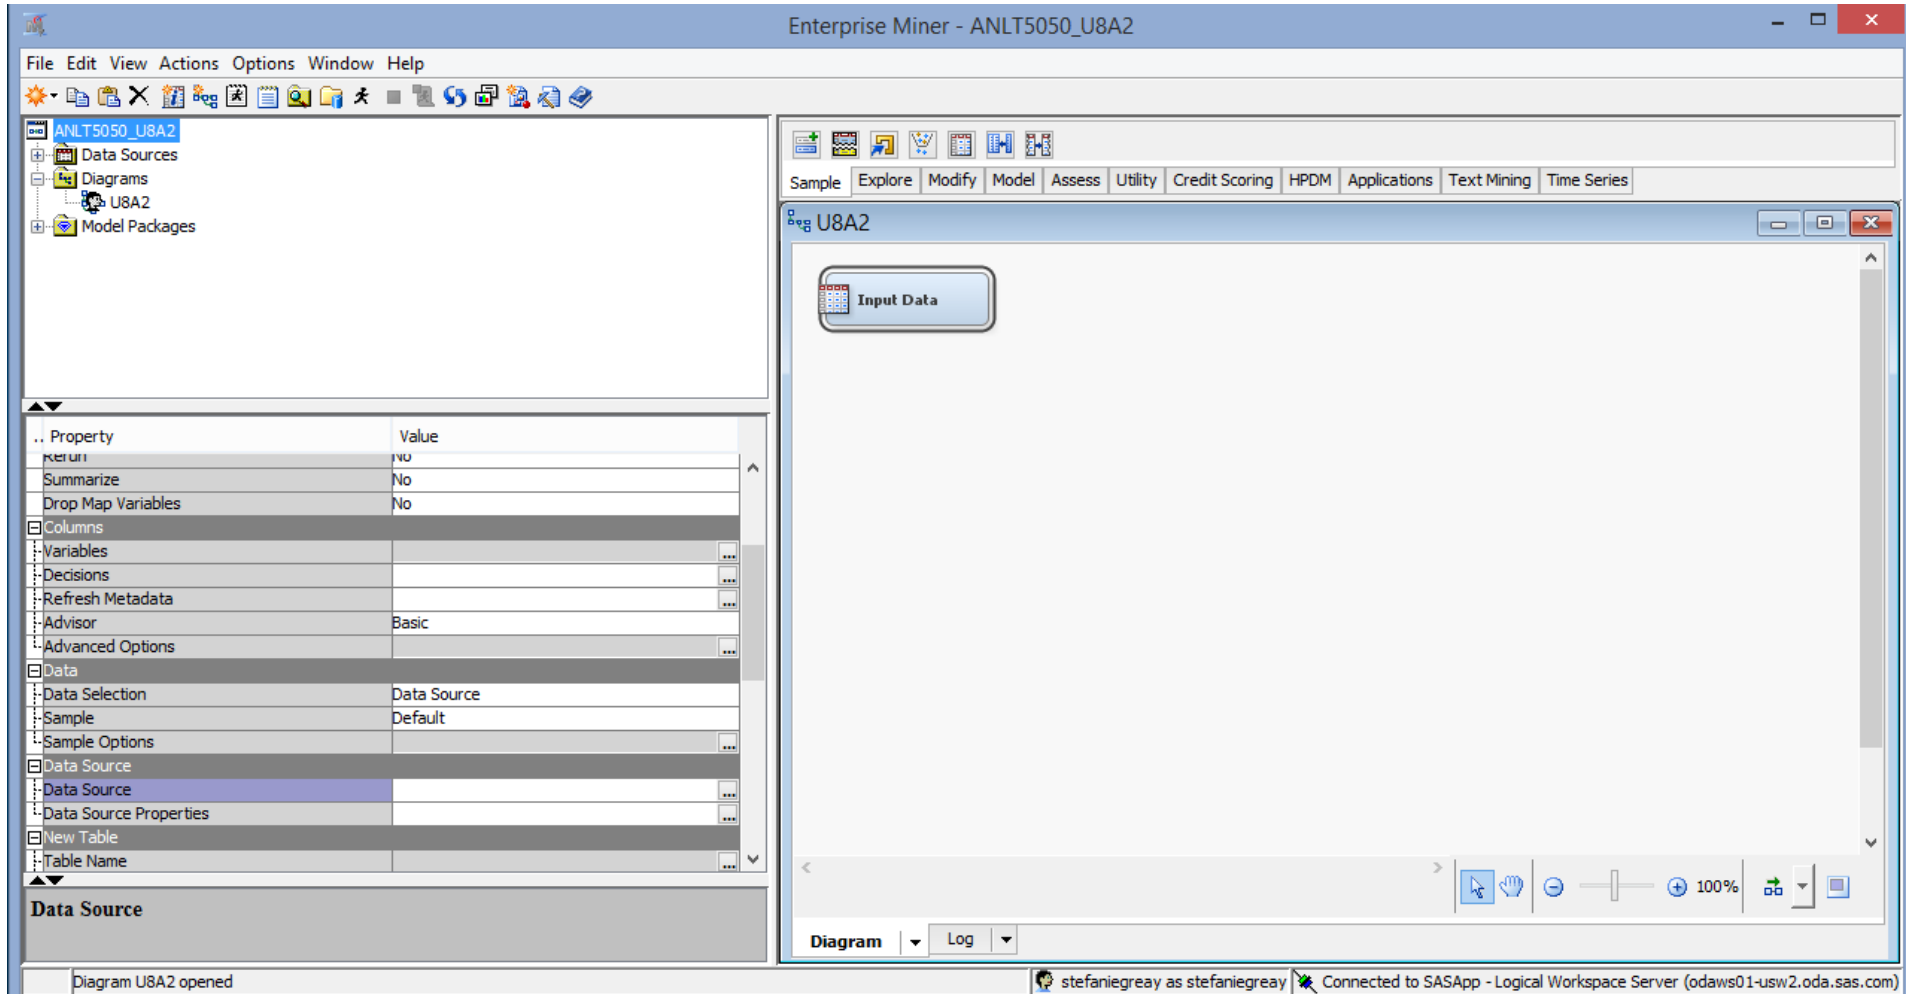 Enterprise Miner - ANLT5050_U8A2
File Edit View Actions Options Window Help
ANLT5050_U8A2
Data Sources
Diagrams
U8A2
Model Packages
.. Property Value
Rerun No
Summarize No
Drop Map Variables No
Columns
Variables ...
Decisions ...
Refresh Metadata ...
Advisor Basic
Advanced Options ...
Data
Data Selection Data Source
Sample Default
Sample Options ...
Data Source
Data Source ...
Data Source Properties ...
New Table
Table Name ...
Data Source
Sample Explore Modify Model Assess Utility Credit Scoring HPDM Applications Text Mining Time Series
U8A2
Input Data
100%
Diagram Log
Diagram U8A2 opened
stefaniegreay as stefaniegreay Connected to SASApp - Logical Workspace Server (odaws01-usw2.oda.sas.com)